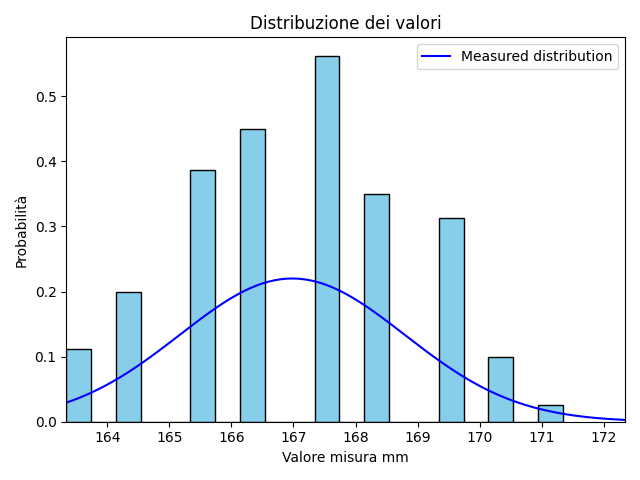 Distribuzione dei valori
Measured distribution
Probabilità
0.5
0.4
0.3
0.2
0.1
0.0
164 165 166 167 168 169 170 171 172
Valore misura mm